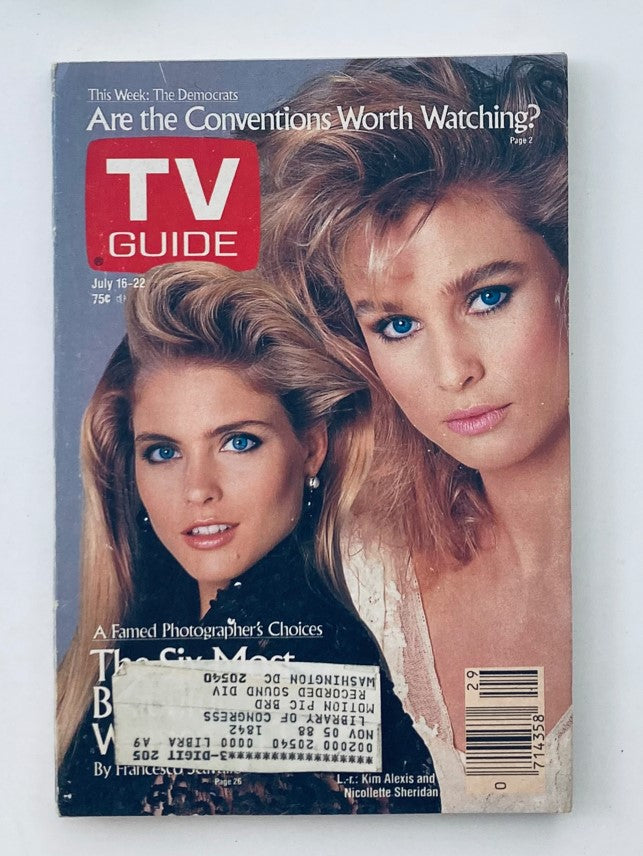 This Week: The Democrats
Are the Conventions Worth Watching?
Page 2
TV
GUIDE
®
July 16-22
75¢
A Famed Photographer's Choices
The Six Most
By Francesco
Page 26
*******************3-DIGIT 205
002000 20540 0000 LIBRA A9
NOV 05 88 1842
LIBRARY OF CONGRESS
MOTION PIC BRD
RECORDED SOUND DIV
WASHINGTON DC 20540
L.-r.: Kim Alexis and
Nicollette Sheridan
29
0 714358